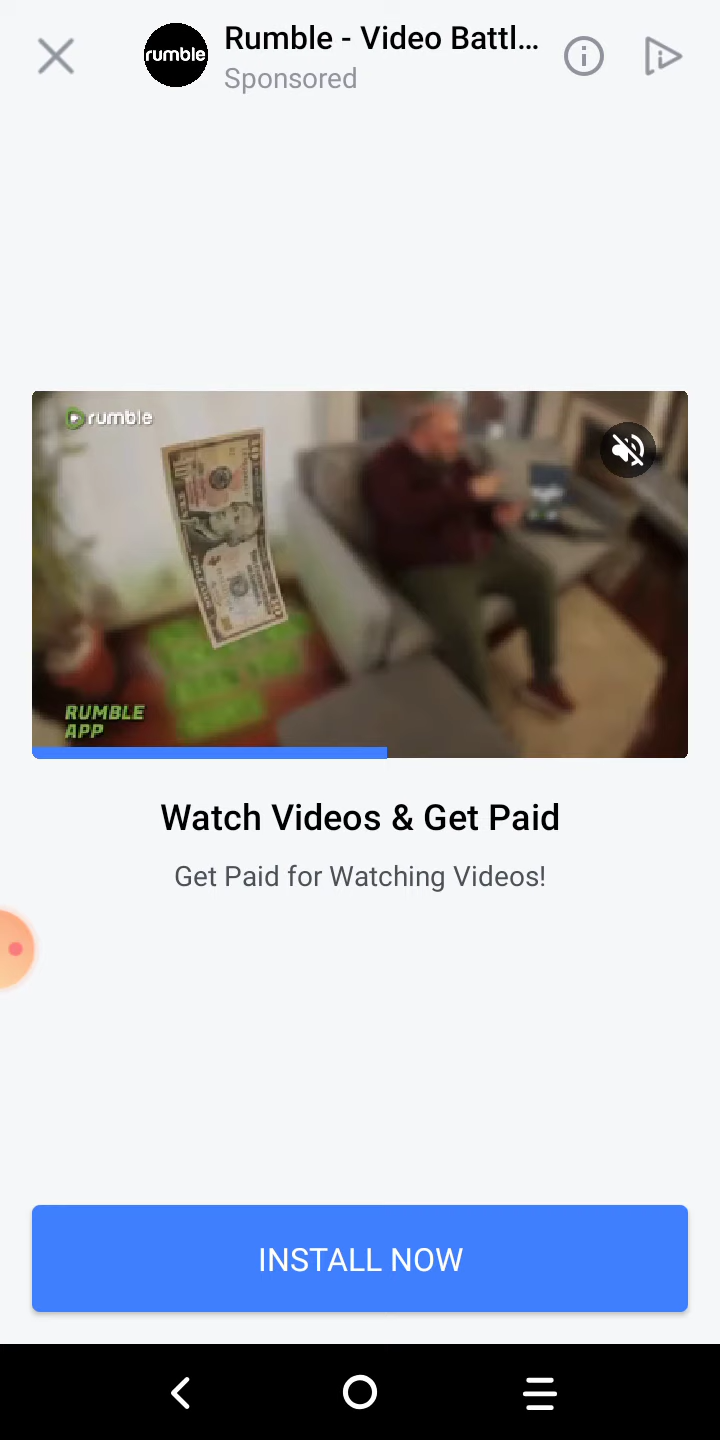 rumble
Rumble - Video Battl...
Sponsored
rumble
RUMBLE
APP
Watch Videos & Get Paid
Get Paid for Watching Videos!
INSTALL NOW